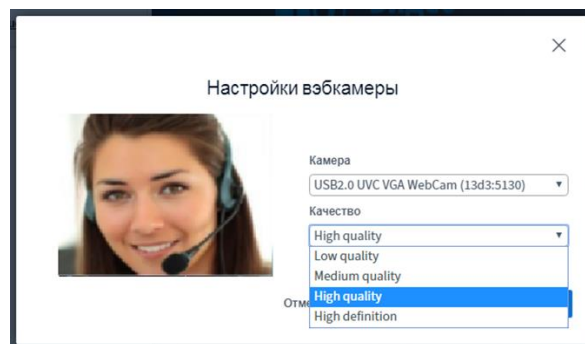 Настройки вэбкамеры
Камера
USB2.0 UVC VGA WebCam (13d3:5130)
Качество
High quality
Low quality
Medium quality
High quality
High definition